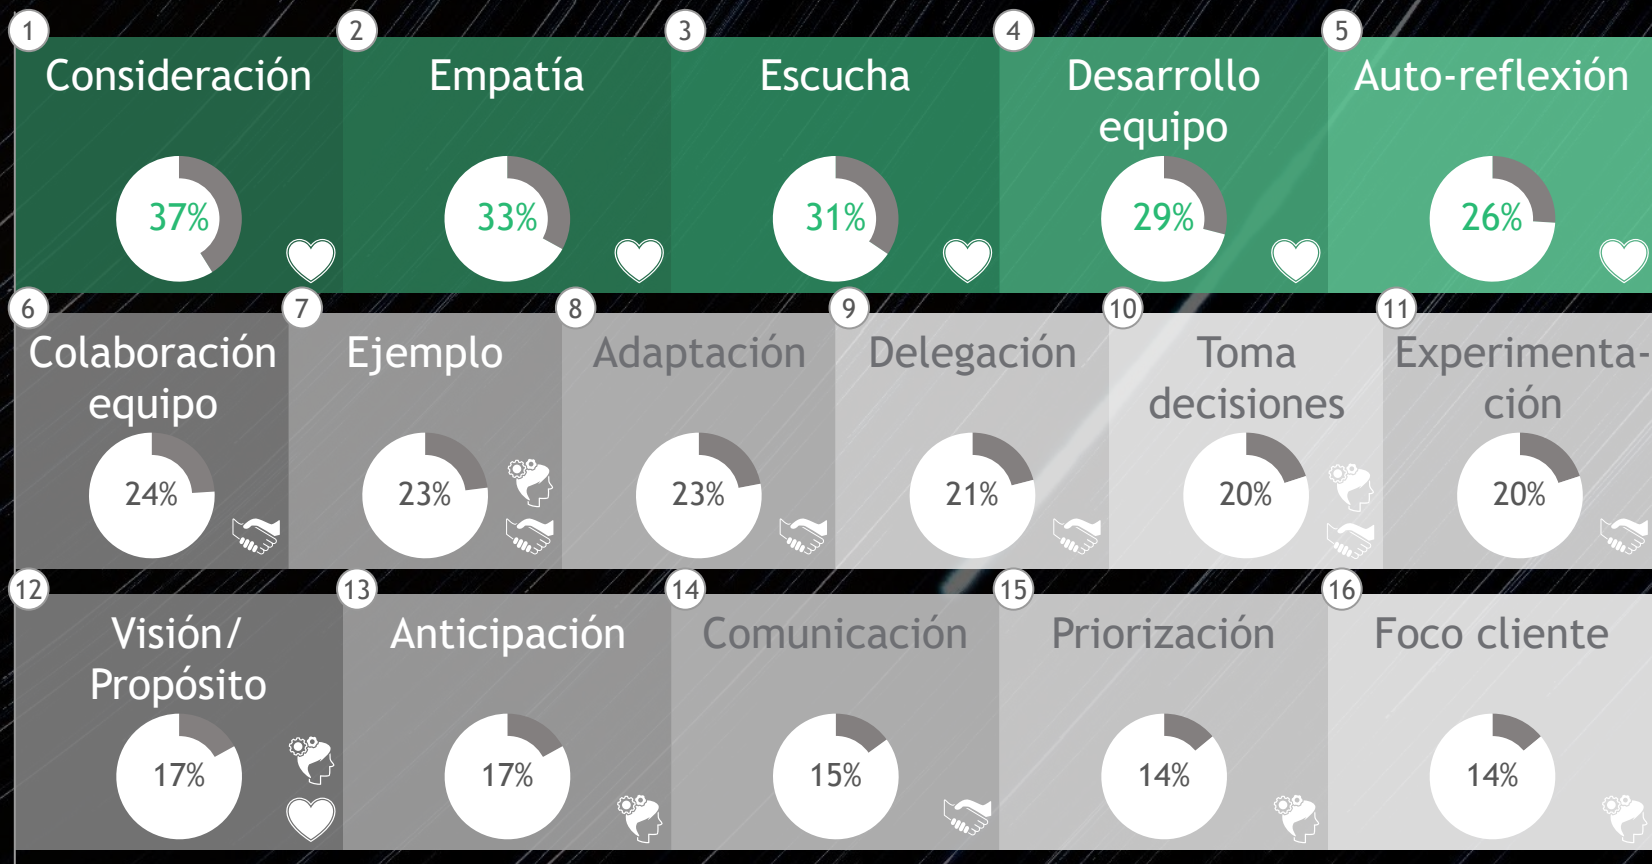 1
Consideración
37%
2
Empatía
33%
3
Escucha
31%
4
Desarrollo
equipo
29%
5
Auto-reflexión
26%
6
Colaboración
equipo
24%
7
Ejemplo
23%
8
Adaptación
23%
9
Delegación
21%
10
Toma
decisiones
20%
11
Experimenta-
ción
20%
12
Visión/
Propósito
17%
13
Anticipación
17%
14
Comunicación
15%
15
Priorización
14%
16
Foco cliente
14%